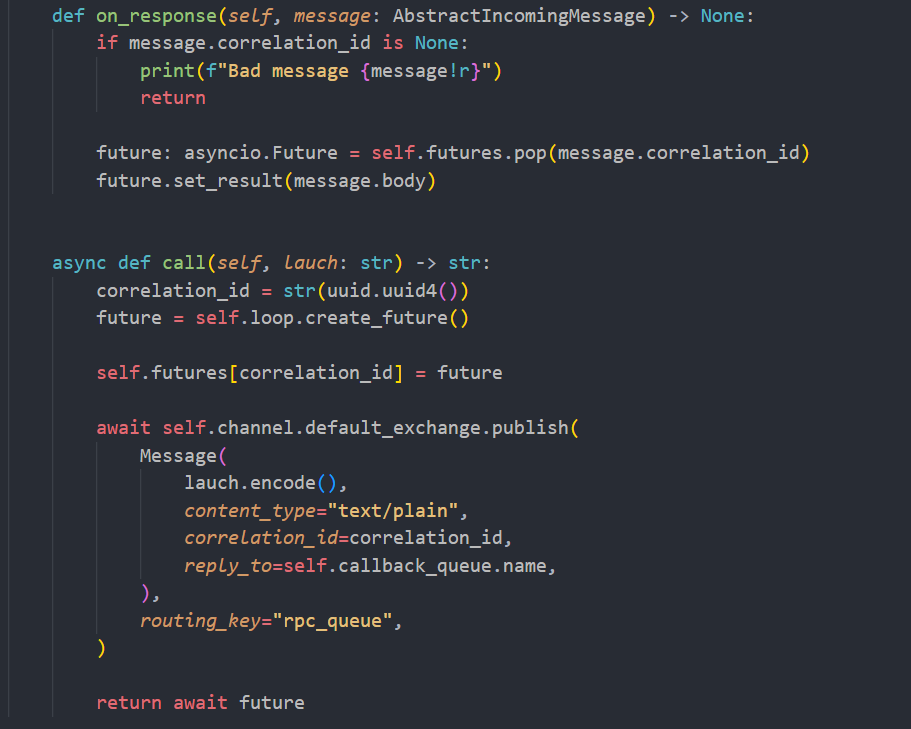 def on_response(self, message: AbstractIncomingMessage) -> None:
if message.correlation_id is None:
print(f"Bad message {message!r}")
return
future: asyncio.Future = self.futures.pop(message.correlation_id)
future.set_result(message.body)
async def call(self, lauch: str) -> str:
correlation_id = str(uuid.uuid4())
future = self.loop.create_future()
self.futures[correlation_id] = future
await self.channel.default_exchange.publish(
Message(
lauch.encode(),
content_type="text/plain",
correlation_id=correlation_id,
reply_to=self.callback_queue.name,
),
routing_key="rpc_queue",
)
return await future